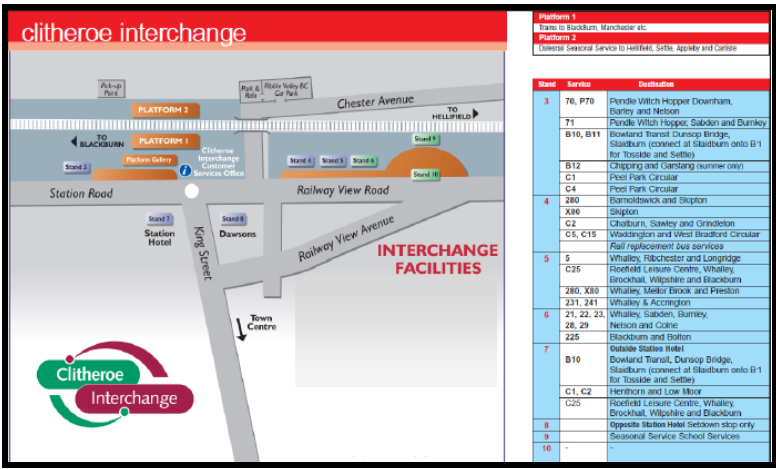 clitheroe interchange
Pick-up
Point
Park &
Ride
Ribble Valley BC
Car Park
Chester Avenue
PLATFORM 2
TO
HELLIFIELD
TO
BLACKBURN
PLATFORM 1
Stand 9
Clitheroe
Interchange
Customer
Services Office
Platform Gallery
Stand 3
i
Stand 4
Stand 5
Stand 6
Stand 10
Station Road
Railway View Road
Stand 7
Station
Hotel
Stand 8
Dawsons
King Street
Railway View Avenue
INTERCHANGE
FACILITIES
Town
Centre
Clitheroe
Interchange
Platform 1
Trains to Blackburn, Manchester etc.
Platform 2
Dalesrail Seasonal Service to Hellifield, Settle, Appleby and Carlisle
Stand Service Destination
3 70, P70 Pendle Witch Hopper Downham,
Barley and Nelson
71 Pendle Witch Hopper, Sabden and Burnley
B10, B11 Bowland Transit Dunsop Bridge,
Slaidburn (connect at Slaidburn onto B1
for Tosside and Settle)
B12 Chipping and Garstang (summer only)
C1 Peel Park Circular
C4 Peel Park Circular
4 280 Barnoldswick and Skipton
X80 Skipton
C2 Chatburn, Sawley and Grindleton
C5, C15 Waddington and West Bradford Circular
Rail replacement bus services
5 5 Whalley, Ribchester and Longridge
C25 Roefield Leisure Centre, Whalley,
Brockhall, Wilpshire and Blackburn
280, X80 Whalley, Mellor Brook and Preston
231, 241 Whalley & Accrington
6 21, 22, 23, Whalley, Sabden, Burnley,
28, 29 Nelson and Colne
225 Blackburn and Bolton
7 Outside Station Hotel
B10 Bowland Transit, Dunsop Bridge,
Slaidburn (connect at Slaidburn onto B1
for Tosside and Settle)
C1, C2 Henthorn and Low Moor
C25 Roefield Leisure Centre, Whalley,
Brockhall, Wilpshire and Blackburn
8 Opposite Station Hotel Setdown stop only
9 Seasonal Service School Services
10 - -